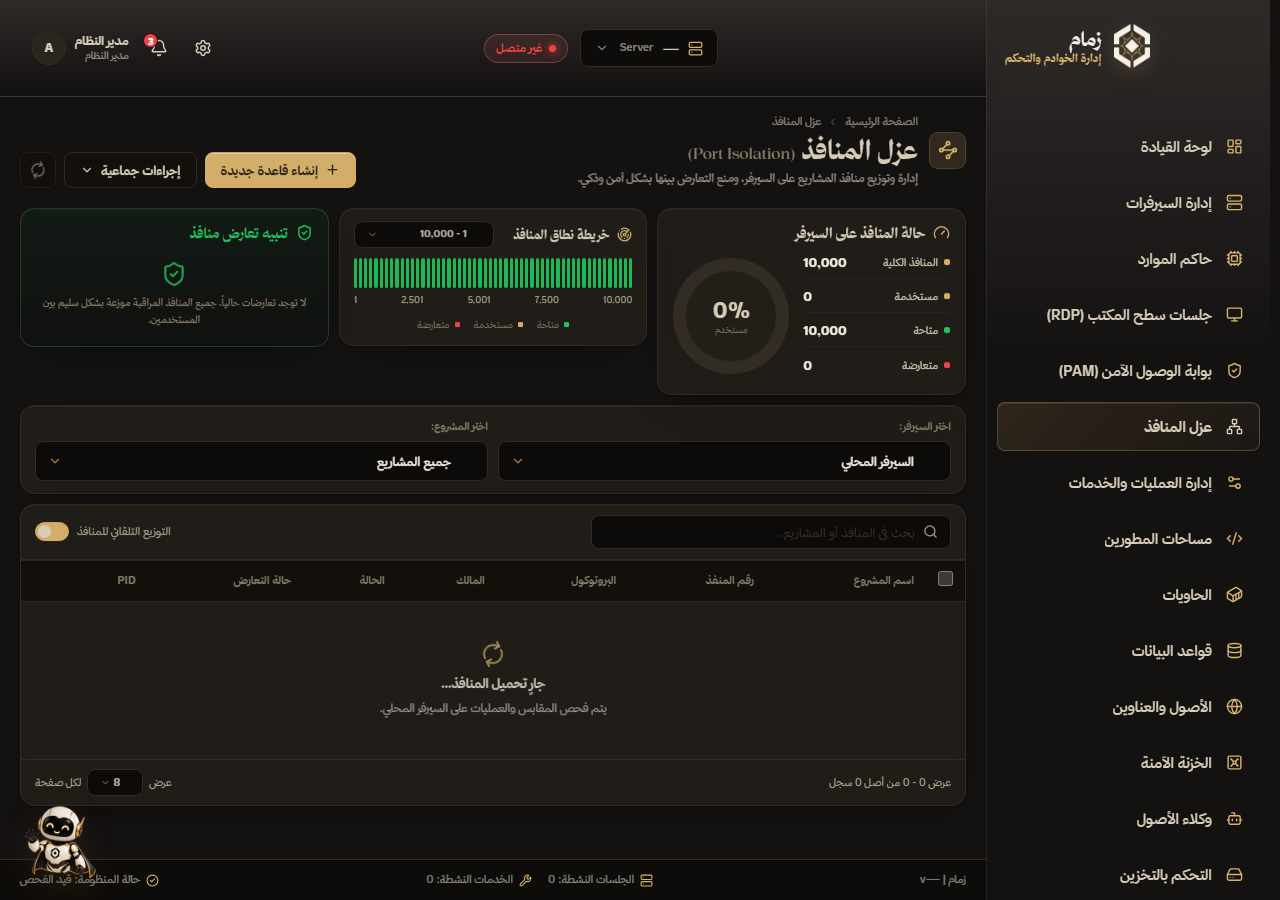 زمام
إدارة الخوادم والتحكم
لوحة القيادة
إدارة السيرفرات
حاكم الموارد
جلسات سطح المكتب (RDP)
بوابة الوصول الآمن (PAM)
عزل المنافذ
إدارة العمليات والخدمات
مساحات المطورين
الحاويات
قواعد البيانات
الأصول والعناوين
الخزنة الآمنة
وكلاء الأصول
التحكم بالتخزين
— Server
غير متصل
3
مدير النظام
مدير النظام
A
الصفحة الرئيسية › عزل المنافذ
عزل المنافذ (Port Isolation)
إدارة وتوزيع منافذ المشاريع على السيرفر، ومنع التعارض بينها بشكل آمن وذكي.
+ إنشاء قاعدة جديدة
إجراءات جماعية
حالة المنافذ على السيرفر
المنافذ الكلية 10,000
مستخدمة 0
متاحة 10,000
متعارضة 0
0%
مستخدم
خريطة نطاق المنافذ
1 - 10,000
1 2,501 5,001 7,500 10,000
متاحة مستخدمة متعارضة
تنبيه تعارض منافذ
لا توجد تعارضات حالياً. جميع المنافذ المراقبة موزعة بشكل سليم بين
المستخدمين.
اختر السيرفر:
السيرفر المحلي
اختر المشروع:
جميع المشاريع
بحث في المنافذ أو المشاريع...
التوزيع التلقائي للمنافذ
اسم المشروع رقم المنفذ البروتوكول المالك الحالة حالة التعارض PID
جارٍ تحميل المنافذ...
يتم فحص المقابس والعمليات على السيرفر المحلي.
عرض 0 - 0 من أصل 0 سجل
عرض 8 لكل صفحة
زمام | v—
الجلسات النشطة: 0
الخدمات النشطة: 0
حالة المنظومة: قيد الفحص